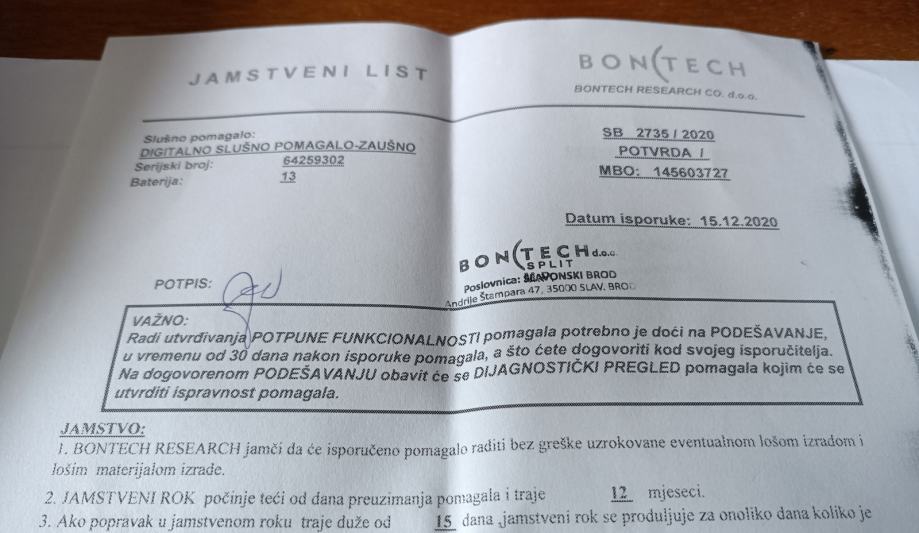 JAMSTVENI LIST
BONTECH
BONTECH RESEARCH CO. d.o.o.
Slušno pomagalo:
DIGITALNO SLUŠNO POMAGALO-ZAUŠNO
Serijski broj: 64259302
Baterija: 13
SB 2735 / 2020
POTVRDA /
MBO: 145603727
Datum isporuke: 15.12.2020
BONTECH d.o.o.
SPLIT
Poslovnica: SLAVONSKI BROD
Andrije Štampara 47, 35000 SLAV. BROD
POTPIS:
VAŽNO:
Radi utvrđivanja POTPUNE FUNKCIONALNOSTI pomagala potrebno je doći na PODEŠAVANJE,
u vremenu od 30 dana nakon isporuke pomagala, a što ćete dogovoriti kod svojeg isporučitelja.
Na dogovorenom PODEŠAVANJU obavit će se DIJAGNOSTIČKI PREGLED pomagala kojim će se
utvrditi ispravnost pomagala.
JAMSTVO:
1. BONTECH RESEARCH jamči da će isporučeno pomagalo raditi bez greške uzrokovane eventualnom lošom izradom i
lošim materijalom izrade.
2. JAMSTVENI ROK počinje teći od dana preuzimanja pomagala i traje 12 mjeseci.
3. Ako popravak u jamstvenom roku traje duže od 15 dana ,jamstveni rok se produljuje za onoliko dana koliko je